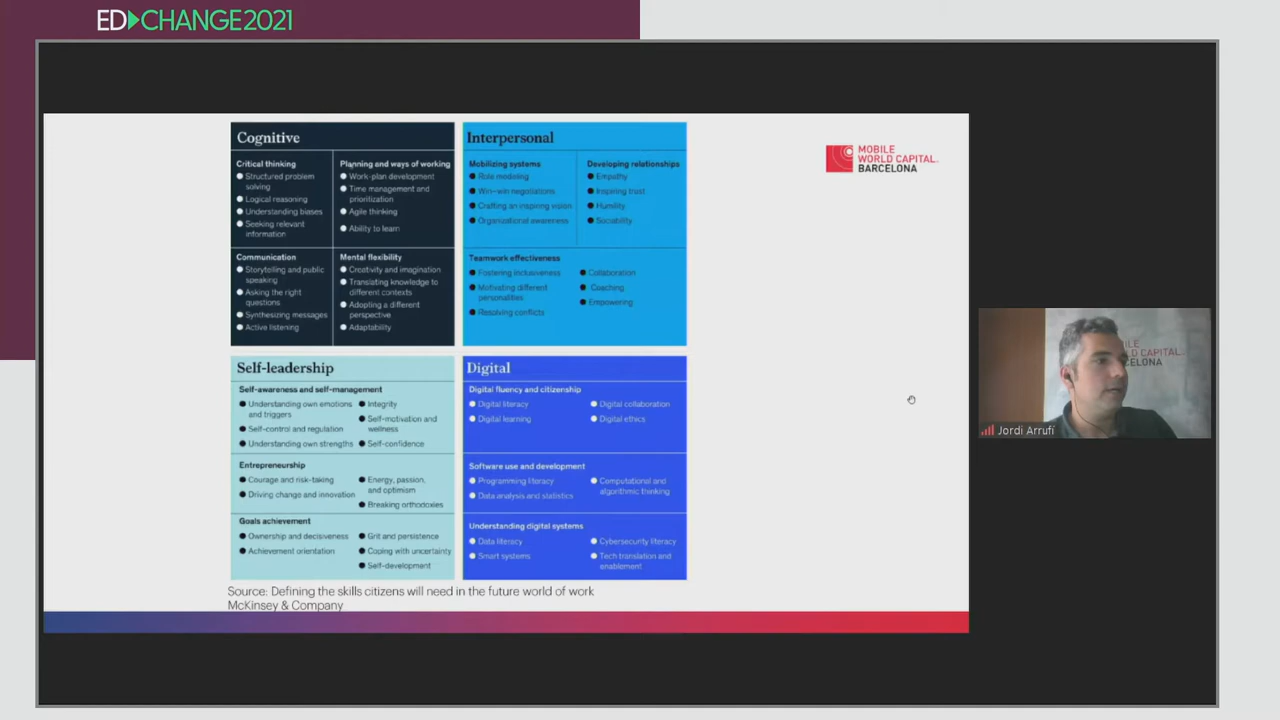 ED▶CHANGE2021
Cognitive
Critical thinking
Structured problem
solving
Logical reasoning
Understanding biases
Seeking relevant
information
Planning and ways of working
Work-plan development
Time management and
prioritization
Agile thinking
Ability to learn
Communication
Storytelling and public
speaking
Asking the right
questions
Synthesizing messages
Active listening
Mental flexibility
Creativity and imagination
Translating knowledge to
different contexts
Adopting a different
perspective
Adaptability
Interpersonal
Mobilizing systems
Role modeling
Win–win negotiations
Crafting an inspiring vision
Organizational awareness
Developing relationships
Empathy
Inspiring trust
Humility
Sociability
Teamwork effectiveness
Fostering inclusiveness
Motivating different
personalities
Resolving conflicts
Collaboration
Coaching
Empowering
Self-leadership
Self-awareness and self-management
Understanding own emotions
and triggers
Self-control and regulation
Understanding own strengths
Integrity
Self-motivation and
wellness
Self-confidence
Entrepreneurship
Courage and risk-taking
Driving change and innovation
Energy, passion,
and optimism
Breaking orthodoxies
Goals achievement
Ownership and decisiveness
Achievement orientation
Grit and persistence
Coping with uncertainty
Self-development
Digital
Digital fluency and citizenship
Digital literacy
Digital learning
Digital collaboration
Digital ethics
Software use and development
Programming literacy
Data analysis and statistics
Computational and
algorithmic thinking
Understanding digital systems
Data literacy
Smart systems
Cybersecurity literacy
Tech translation and
enablement
Source: Defining the skills citizens will need in the future world of work
McKinsey & Company
MOBILE
WORLD CAPITAL.
BARCELONA
MOBILE
WORLD CAPITAL.
BARCELONA
Jordi Arrufí